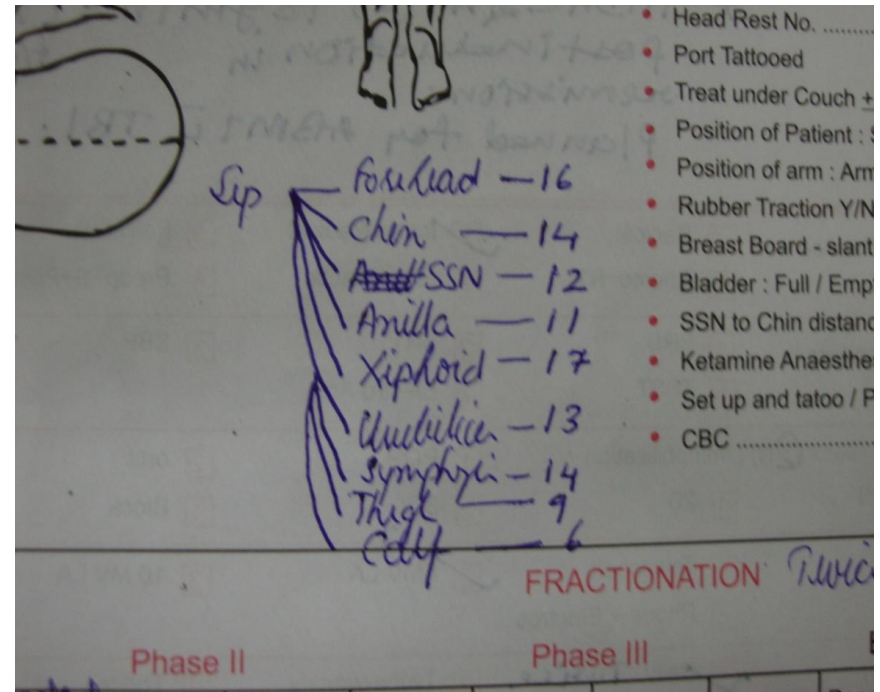 Head Rest No. ..........
Port Tattooed
Treat under Couch +
Position of Patient : S
Position of arm : Arm
Rubber Traction Y/N
Breast Board - slant
Bladder : Full / Emp
SSN to Chin distanc
Ketamine Anaesthe
Set up and tatoo / P
CBC ....................
Sep
Forehead — 16
Chin — 14
SSN — 12
Axilla — 11
Xiphoid — 17
Umbilicus — 13
Symphysis — 14
Thigh — 9
Calf — 6
FRACTIONATION Twic
Phase II Phase III